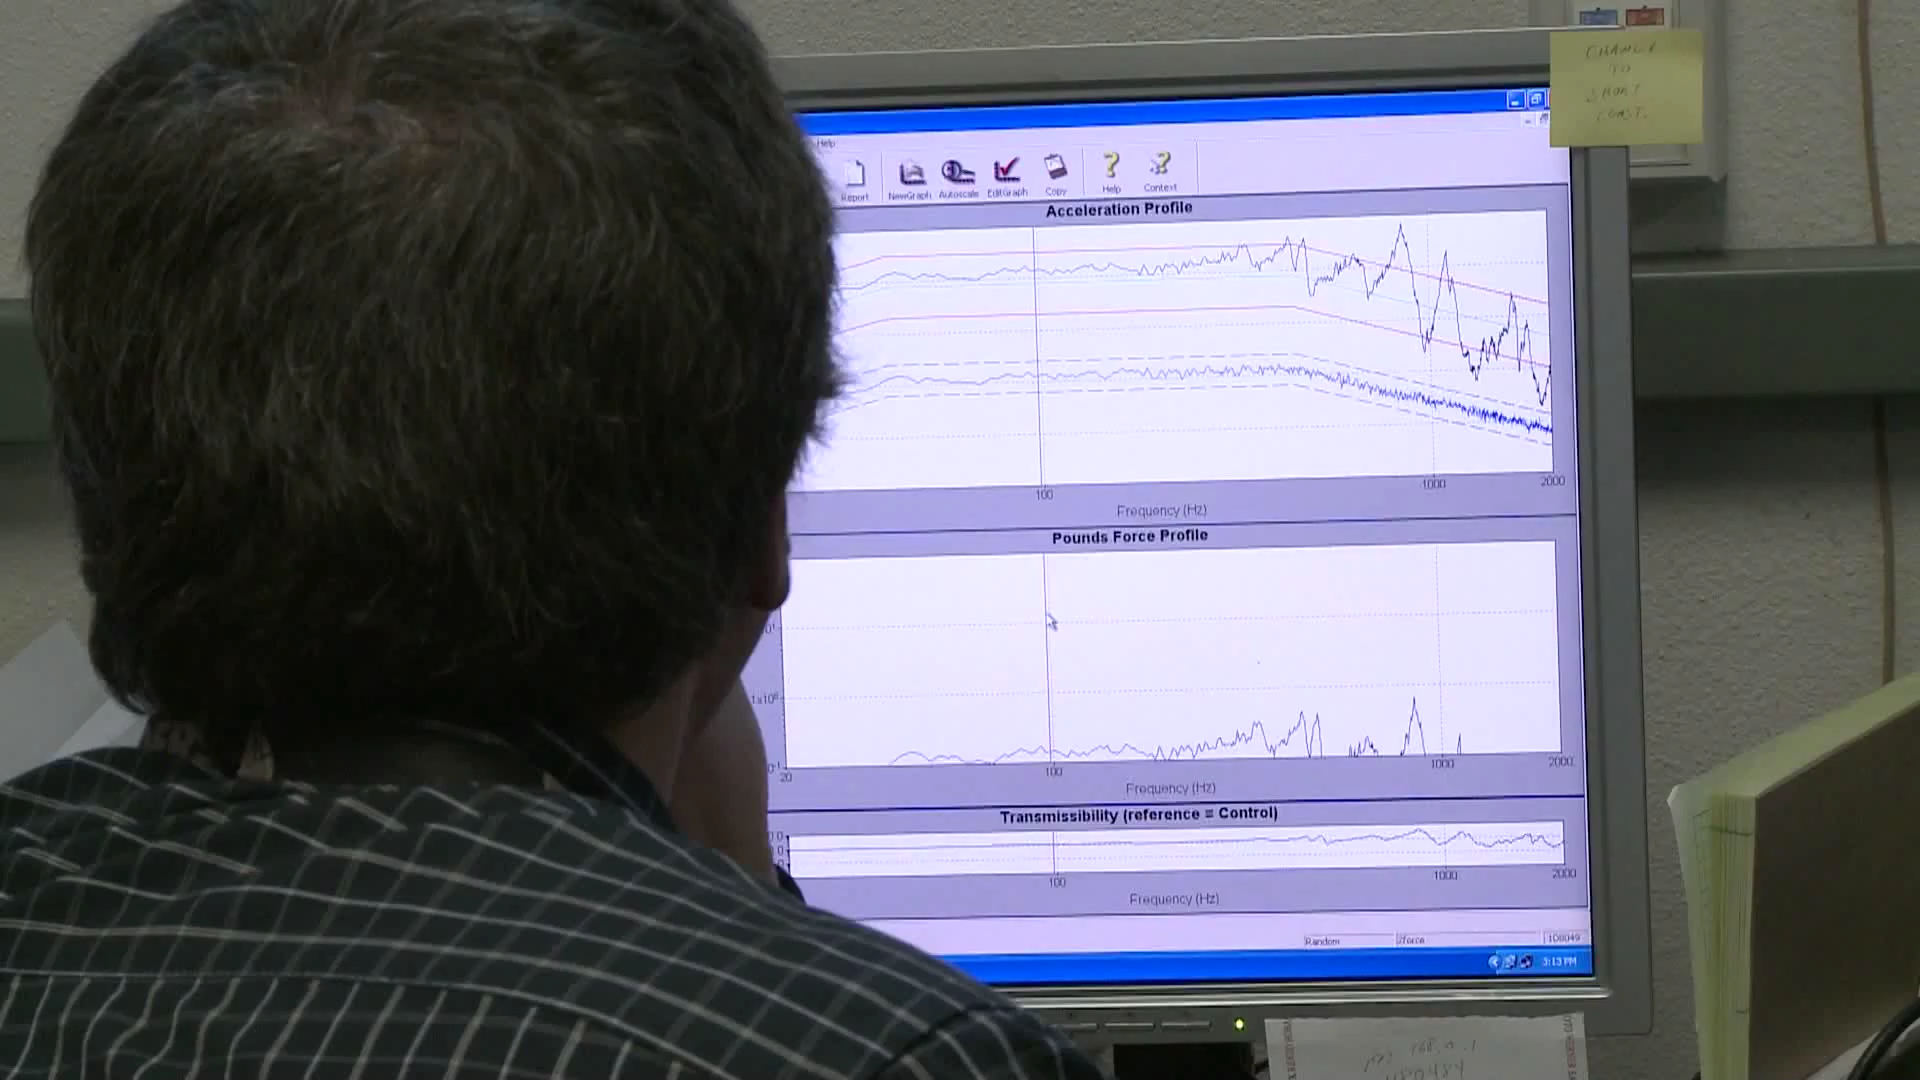 CHANGE
TO
Help
Report
NewGraph Autoscale EditGraph Copy Help Context
Acceleration Profile
100 1000 2000
Frequency (Hz)
Pounds Force Profile
20 100 1000 2000
Frequency (Hz)
Transmissibility (reference = Control)
100 1000 2000
Frequency (Hz)
Random
3:13 PM